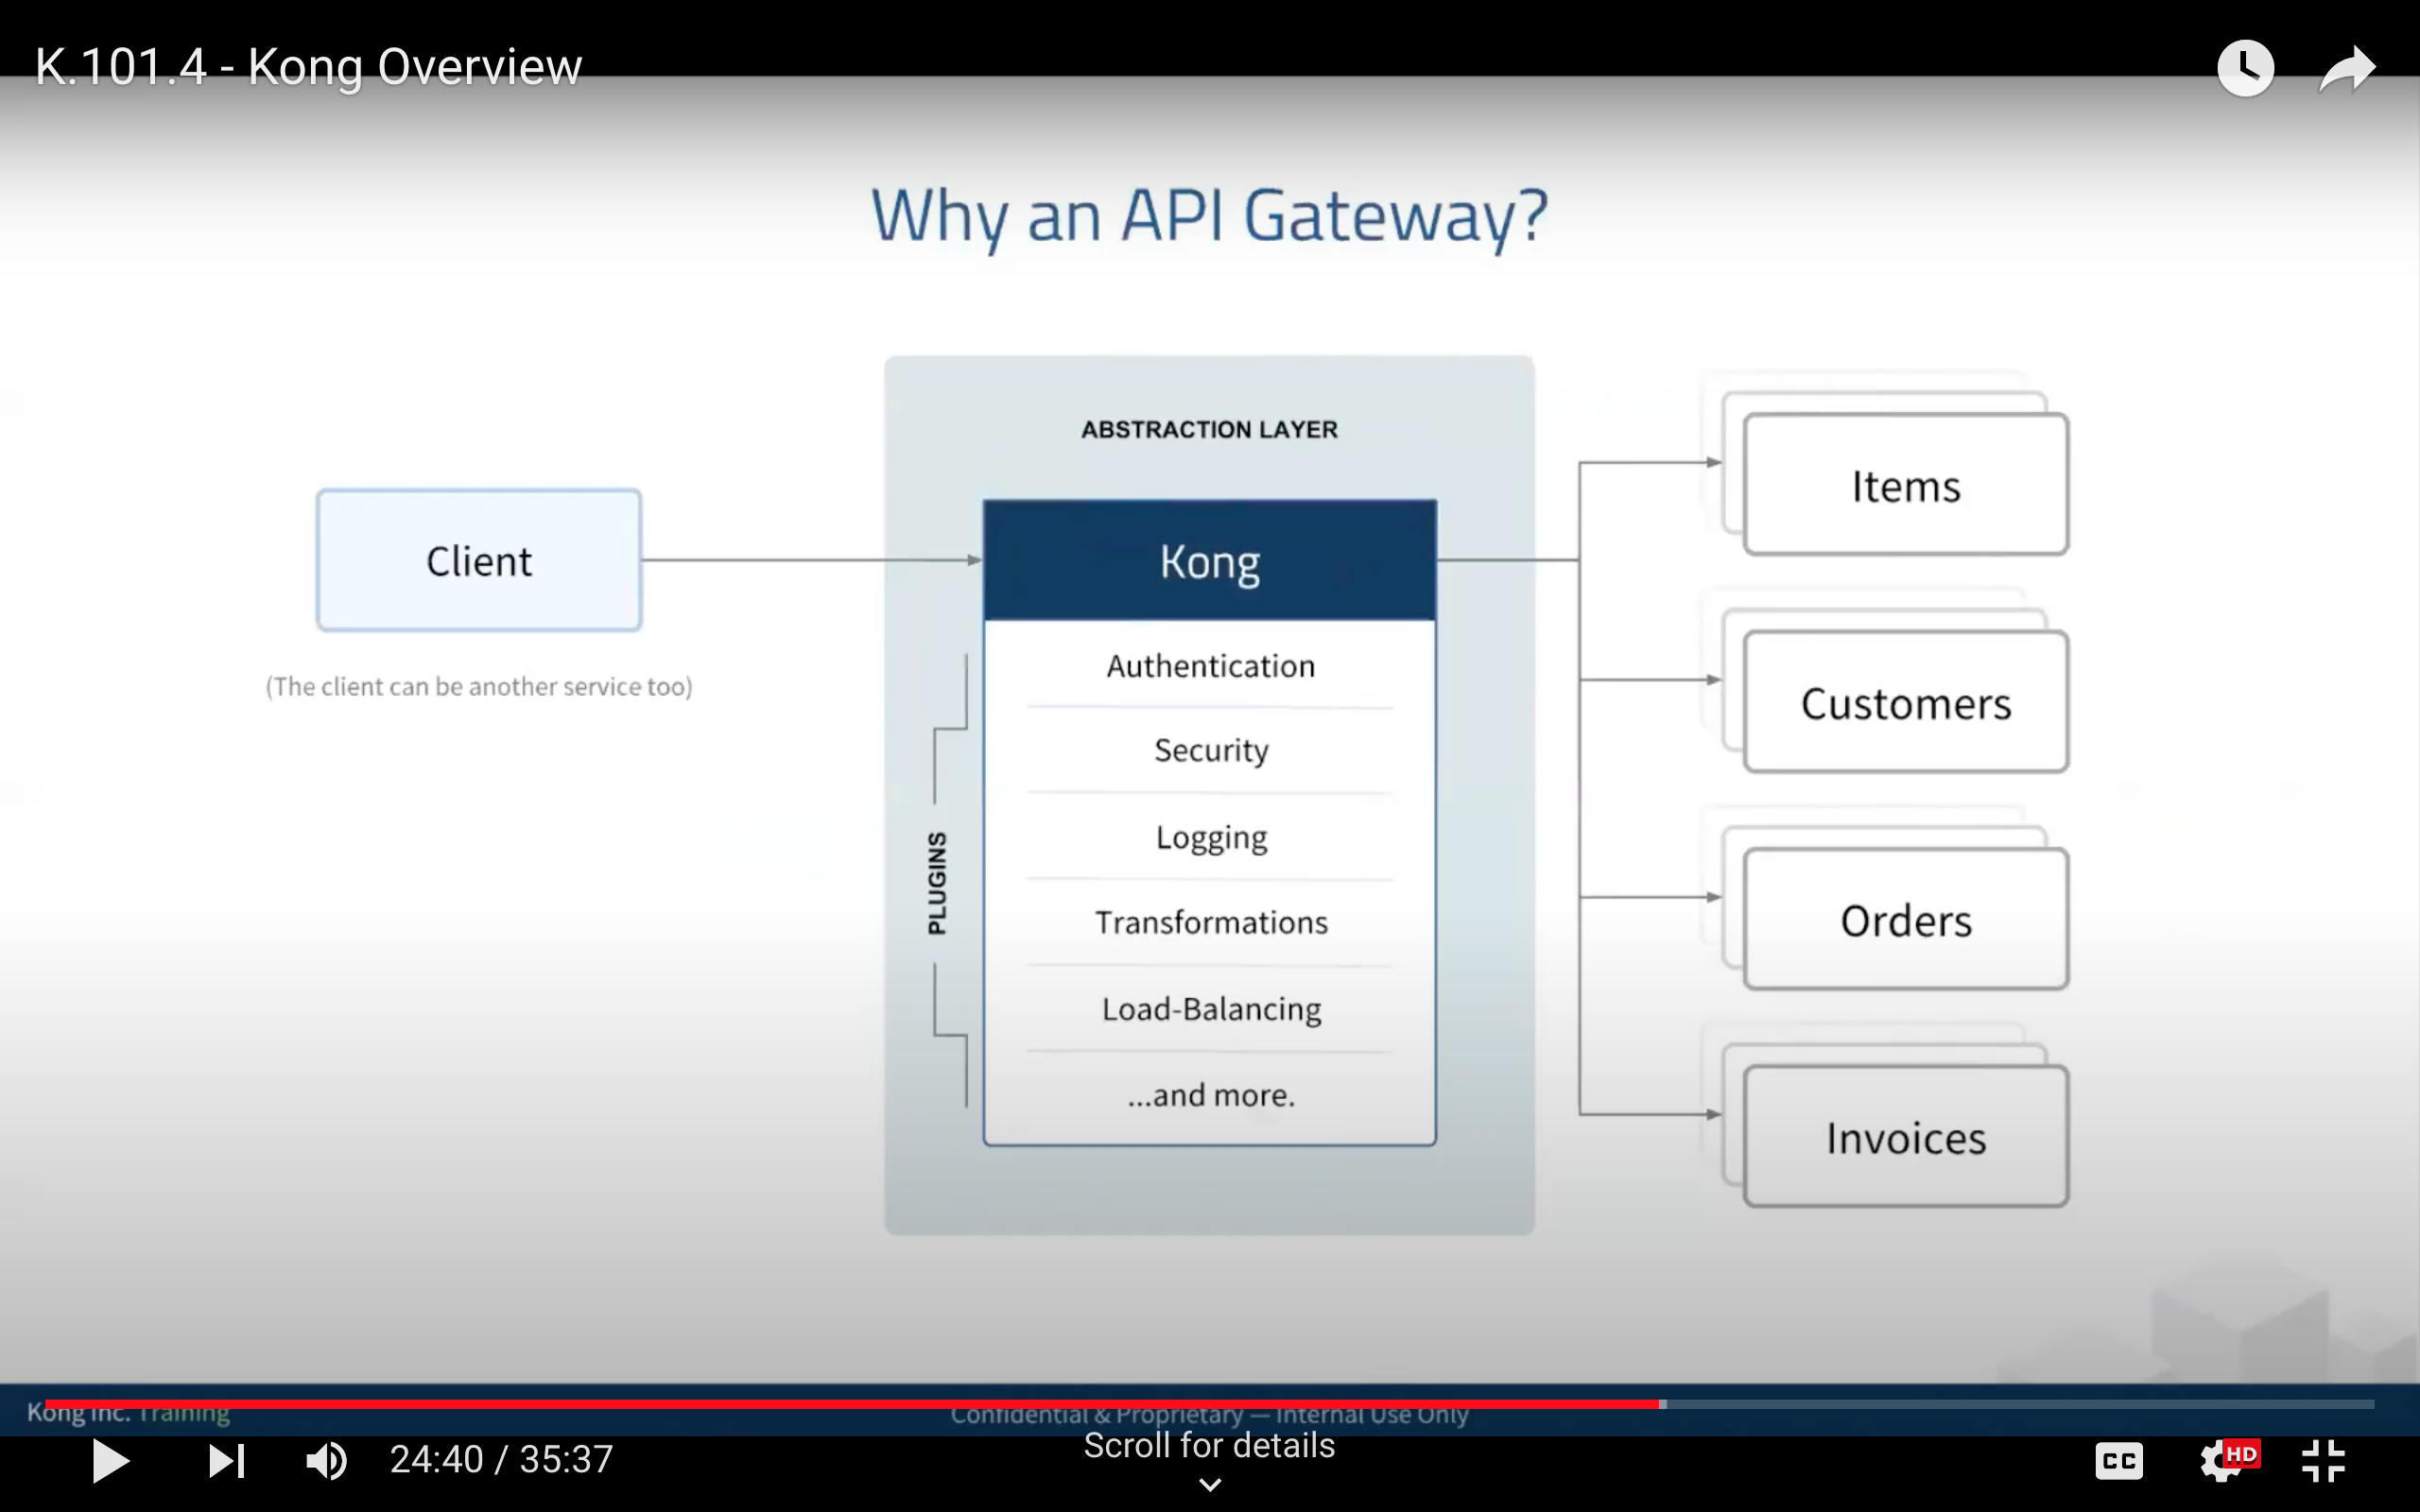 K.101.4 - Kong Overview
Why an API Gateway?
ABSTRACTION LAYER
Client
(The client can be another service too)
Kong
Authentication
Security
Logging
Transformations
Load-Balancing
...and more.
PLUGINS
Items
Customers
Orders
Invoices
Kong Inc. Training
Confidential & Proprietary — Internal Use Only
24:40 / 35:37
Scroll for details
CC
HD